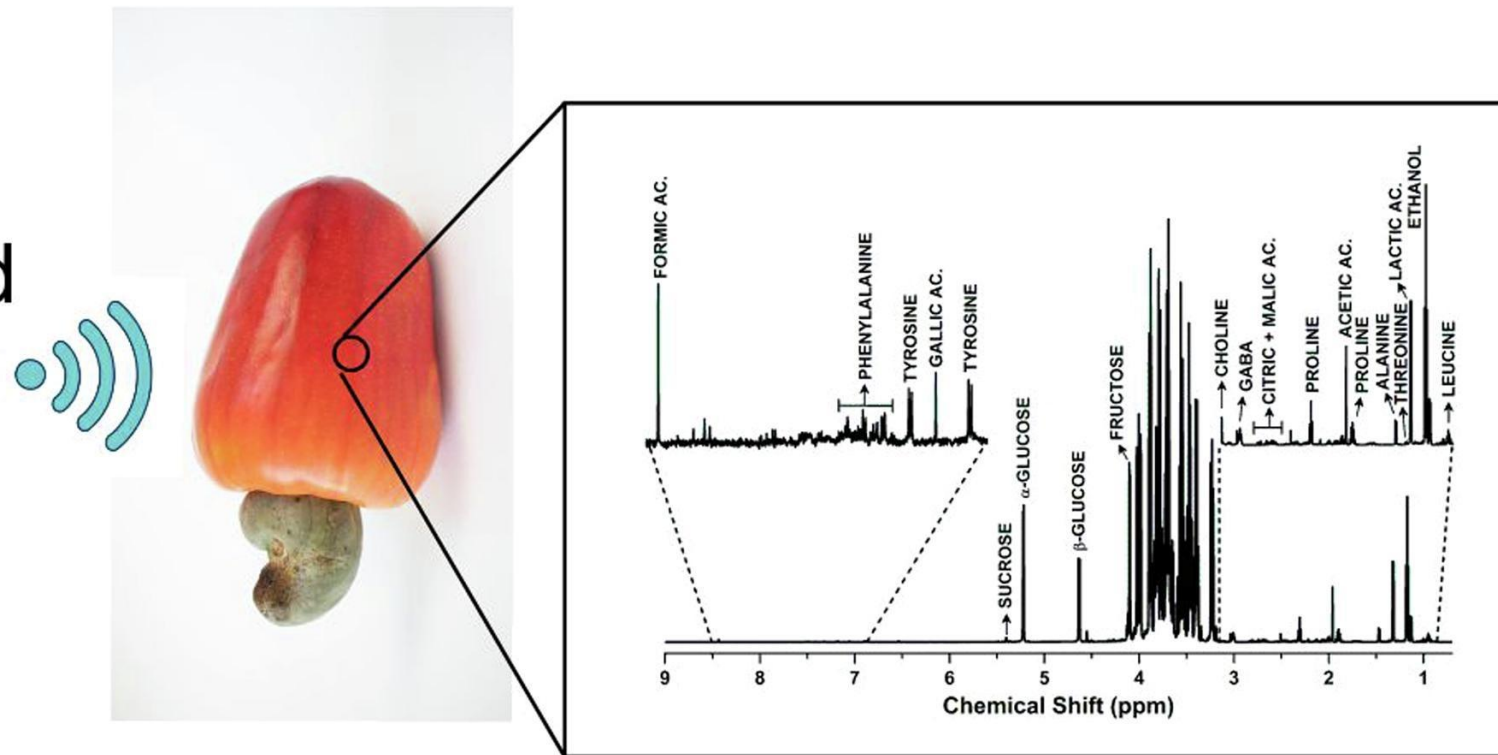 d
FORMIC AC.
PHENYLALANINE
TYROSINE
GALLIC AC.
TYROSINE
SUCROSE
α-GLUCOSE
β-GLUCOSE
FRUCTOSE
CHOLINE
GABA
CITRIC + MALIC AC.
PROLINE
ACETIC AC.
PROLINE
ALANINE
THREONINE
LACTIC AC.
ETHANOL
LEUCINE
9 8 7 6 5 4 3 2 1
Chemical Shift (ppm)